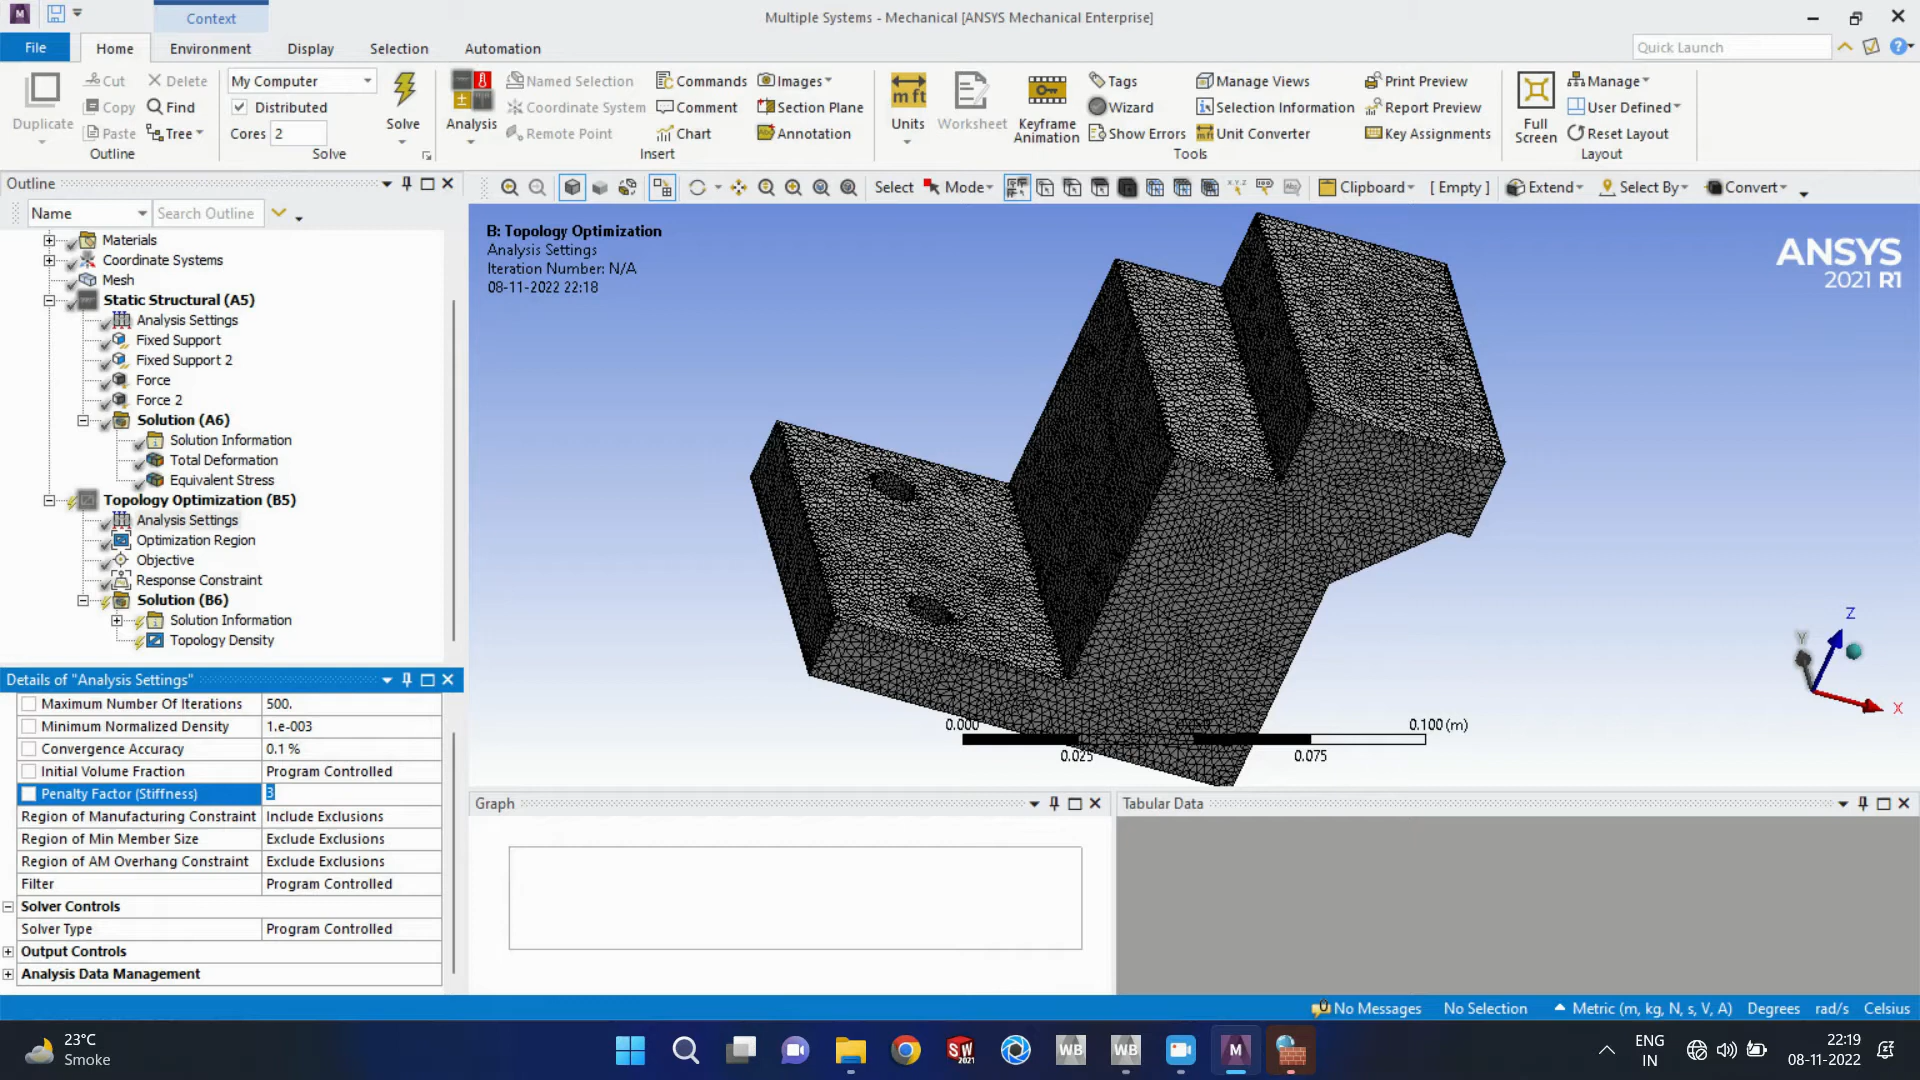 Context
Multiple Systems - Mechanical [ANSYS Mechanical Enterprise]
File
Home
Environment
Display
Selection
Automation
Quick Launch
Duplicate
Cut
Copy
Paste
Delete
Find
Tree
Outline
My Computer
Distributed
Cores 2
Solve
Solve
Analysis
Named Selection
Coordinate System
Remote Point
Commands
Comment
Chart
Images
Section Plane
Annotation
Insert
Units
Worksheet
Keyframe
Animation
Tags
Wizard
Show Errors
Manage Views
Selection Information
Unit Converter
Print Preview
Report Preview
Key Assignments
Tools
Full
Screen
Manage
User Defined
Reset Layout
Layout
Outline
Name
Search Outline
Select
Mode
Clipboard
[ Empty ]
Extend
Select By
Convert
Materials
Coordinate Systems
Mesh
Static Structural (A5)
Analysis Settings
Fixed Support
Fixed Support 2
Force
Force 2
Solution (A6)
Solution Information
Total Deformation
Equivalent Stress
Topology Optimization (B5)
Analysis Settings
Optimization Region
Objective
Response Constraint
Solution (B6)
Solution Information
Topology Density
Details of "Analysis Settings"
Maximum Number Of Iterations 500.
Minimum Normalized Density 1.e-003
Convergence Accuracy 0.1 %
Initial Volume Fraction Program Controlled
Penalty Factor (Stiffness) 3
Region of Manufacturing Constraint Include Exclusions
Region of Min Member Size Exclude Exclusions
Region of AM Overhang Constraint Exclude Exclusions
Filter Program Controlled
Solver Controls
Solver Type Program Controlled
Output Controls
Analysis Data Management
B: Topology Optimization
Analysis Settings
Iteration Number: N/A
08-11-2022 22:18
ANSYS
2021 R1
0.000
0.100 (m)
0.025
0.075
Z
Y
X
Graph
Tabular Data
No Messages
No Selection
Metric (m, kg, N, s, V, A)
Degrees
rad/s
Celsius
23°C
Smoke
ENG
IN
22:19
08-11-2022